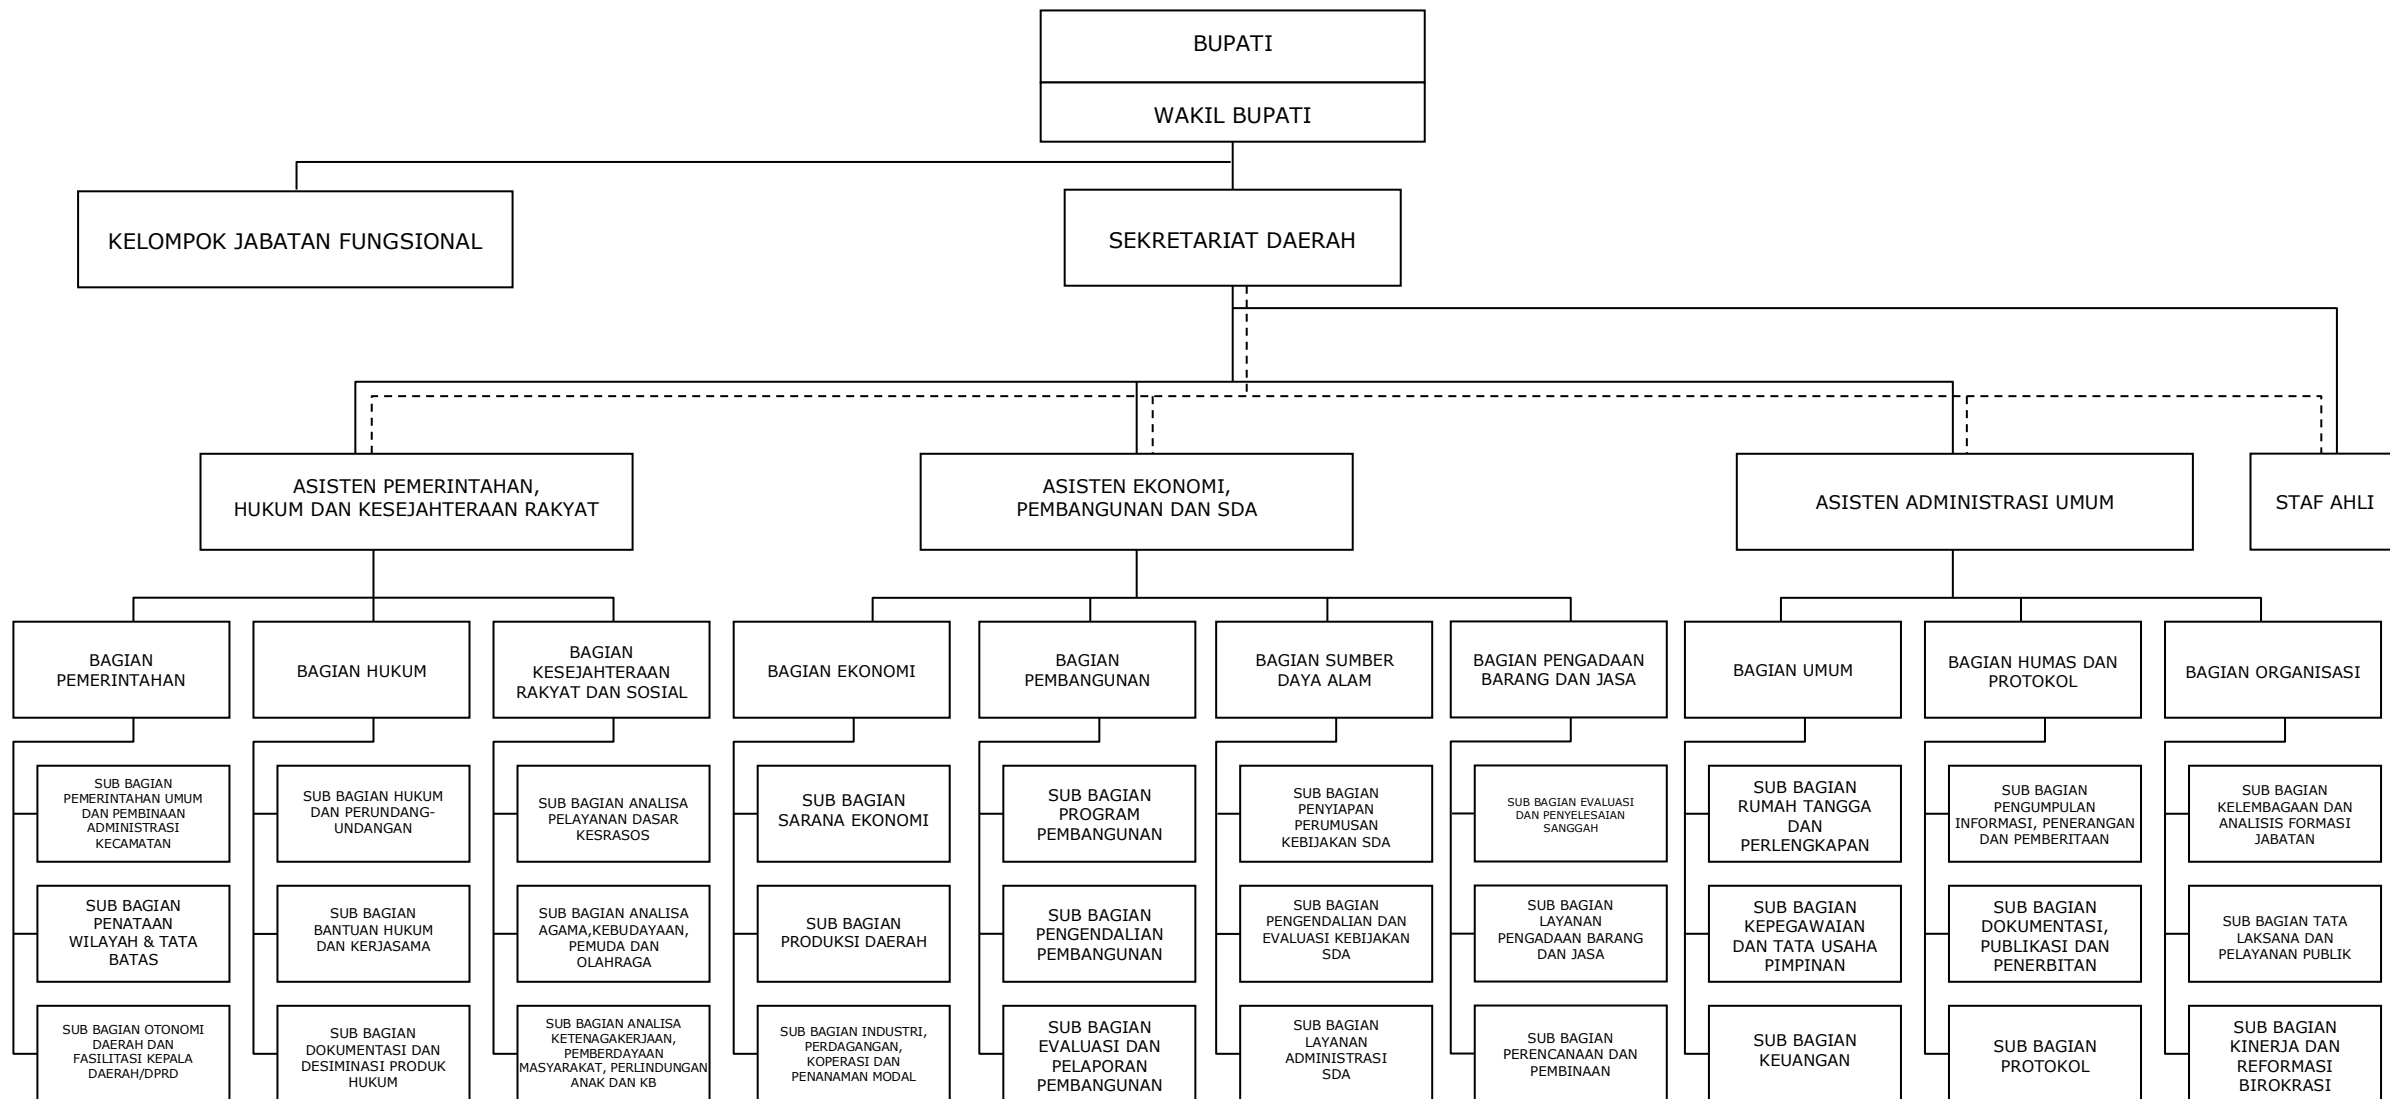 BUPATI
WAKIL BUPATI
KELOMPOK JABATAN FUNGSIONAL
SEKRETARIAT DAERAH
ASISTEN PEMERINTAHAN,
HUKUM DAN KESEJAHTERAAN RAKYAT
ASISTEN EKONOMI,
PEMBANGUNAN DAN SDA
ASISTEN ADMINISTRASI UMUM
STAF AHLI
BAGIAN
PEMERINTAHAN
BAGIAN HUKUM
BAGIAN
KESEJAHTERAAN
RAKYAT DAN SOSIAL
BAGIAN EKONOMI
BAGIAN
PEMBANGUNAN
BAGIAN SUMBER
DAYA ALAM
BAGIAN PENGADAAN
BARANG DAN JASA
BAGIAN UMUM
BAGIAN HUMAS DAN
PROTOKOL
BAGIAN ORGANISASI
SUB BAGIAN
PEMERINTAHAN UMUM
DAN PEMBINAAN
ADMINISTRASI
KECAMATAN
SUB BAGIAN HUKUM
DAN PERUNDANG-
UNDANGAN
SUB BAGIAN ANALISA
PELAYANAN DASAR
KESRASOS
SUB BAGIAN
SARANA EKONOMI
SUB BAGIAN
PROGRAM
PEMBANGUNAN
SUB BAGIAN
PENYIAPAN
PERUMUSAN
KEBIJAKAN SDA
SUB BAGIAN EVALUASI
DAN PENYELESAIAN
SANGGAH
SUB BAGIAN
RUMAH TANGGA
DAN
PERLENGKAPAN
SUB BAGIAN
PENGUMPULAN
INFORMASI, PENERANGAN
DAN PEMBERITAAN
SUB BAGIAN
KELEMBAGAAN DAN
ANALISIS FORMASI
JABATAN
SUB BAGIAN
PENATAAN
WILAYAH & TATA
BATAS
SUB BAGIAN
BANTUAN HUKUM
DAN KERJASAMA
SUB BAGIAN ANALISA
AGAMA,KEBUDAYAAN,
PEMUDA DAN
OLAHRAGA
SUB BAGIAN
PRODUKSI DAERAH
SUB BAGIAN
PENGENDALIAN
PEMBANGUNAN
SUB BAGIAN
PENGENDALIAN DAN
EVALUASI KEBIJAKAN
SDA
SUB BAGIAN
LAYANAN
PENGADAAN BARANG
DAN JASA
SUB BAGIAN
KEPEGAWAIAN
DAN TATA USAHA
PIMPINAN
SUB BAGIAN
DOKUMENTASI,
PUBLIKASI DAN
PENERBITAN
SUB BAGIAN TATA
LAKSANA DAN
PELAYANAN PUBLIK
SUB BAGIAN OTONOMI
DAERAH DAN
FASILITASI KEPALA
DAERAH/DPRD
SUB BAGIAN
DOKUMENTASI DAN
DESIMINASI PRODUK
HUKUM
SUB BAGIAN ANALISA
KETENAGAKERJAAN,
PEMBERDAYAAN
MASYARAKAT, PERLINDUNGAN
ANAK DAN KB
SUB BAGIAN INDUSTRI,
PERDAGANGAN,
KOPERASI DAN
PENANAMAN MODAL
SUB BAGIAN
EVALUASI DAN
PELAPORAN
PEMBANGUNAN
SUB BAGIAN
LAYANAN
ADMINISTRASI
SDA
SUB BAGIAN
PERENCANAAN DAN
PEMBINAAN
SUB BAGIAN
KEUANGAN
SUB BAGIAN
PROTOKOL
SUB BAGIAN
KINERJA DAN
REFORMASI
BIROKRASI